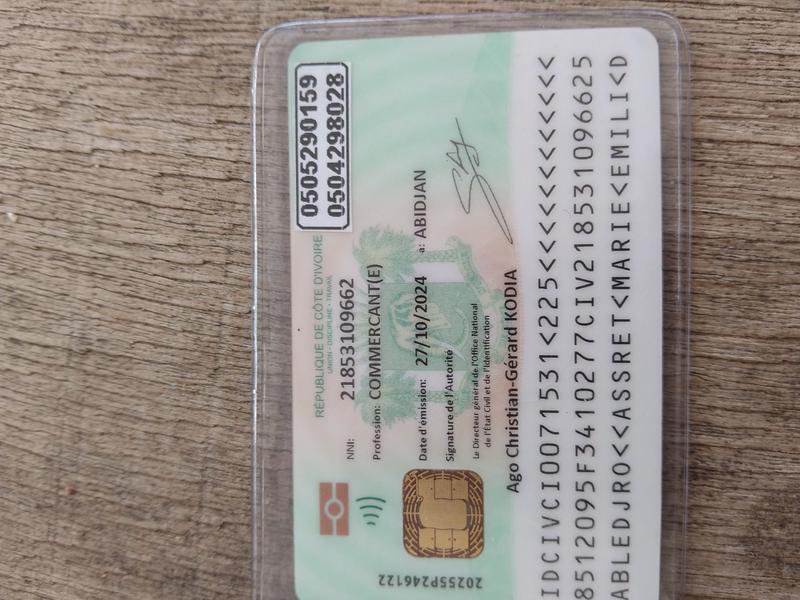 0505290159
0504298028
RÉPUBLIQUE DE CÔTE D'IVOIRE
UNION - DISCIPLINE - TRAVAIL
NNI: 21853109662
Profession: COMMERCANT(E)
Date d'émission: 27/10/2024 à: ABIDJAN
Signature de l'Autorité
Le Directeur général de l'Office National
de l'État Civil et de l'Identification
Ago Christian-Gérard KODIA
20255P246122
IDCIVCI0071531<225<<<<<<<<<<<<
8512095F3410277CIV218531096625
ABLEDJRO<<ASSRET<MARIE<EMILI<D